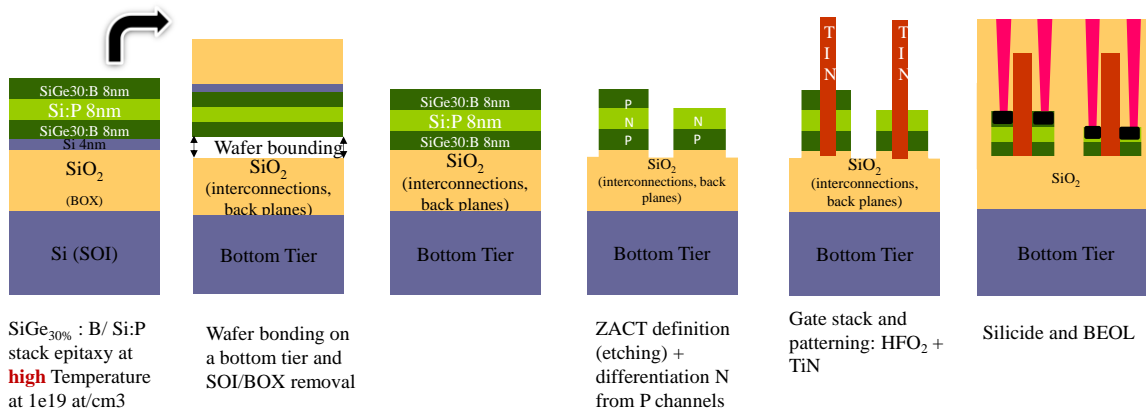 SiGe30:B 8nm
Si:P 8nm
SiGe30:B 8nm
Si 4nm
SiO2
(BOX)
Si (SOI)
SiGe30% : B/ Si:P
stack epitaxy at
high Temperature
at 1e19 at/cm3
Wafer bounding
SiO2
(interconnections,
back planes)
Bottom Tier
Wafer bonding on
a bottom tier and
SOI/BOX removal
SiGe30:B 8nm
Si:P 8nm
SiGe30:B 8nm
SiO2
(interconnections,
back planes)
Bottom Tier
P
N
P
N
P
SiO2
(interconnections, back
planes)
Bottom Tier
ZACT definition
(etching) +
differentiation N
from P channels
TIN
TIN
SiO2
(interconnections,
back planes)
Bottom Tier
Gate stack and
patterning: HFO2 +
TiN
SiO2
Bottom Tier
Silicide and BEOL